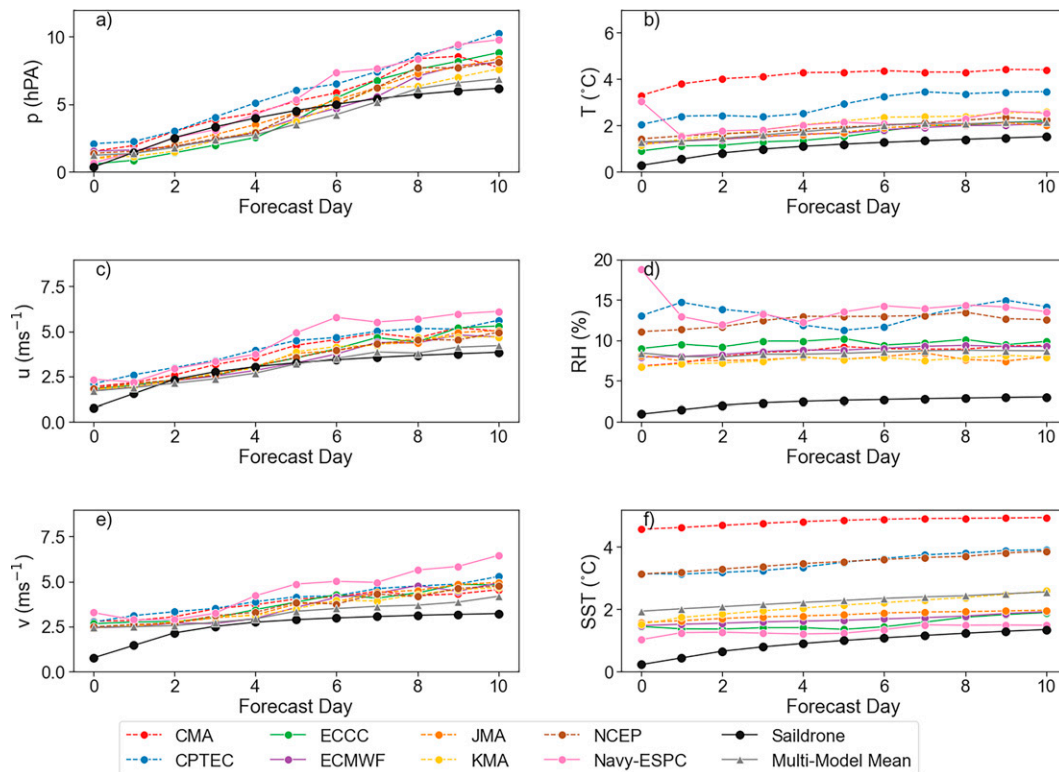 a)
10
5
0
p (hPA)
0 2 4 6 8 10
Forecast Day
b)
6
4
2
0
T (°C)
0 2 4 6 8 10
Forecast Day
c)
7.5
5.0
2.5
0.0
u (ms⁻¹)
0 2 4 6 8 10
Forecast Day
d)
20
15
10
5
0
RH (%)
0 2 4 6 8 10
Forecast Day
e)
7.5
5.0
2.5
0.0
v (ms⁻¹)
0 2 4 6 8 10
Forecast Day
f)
4
2
0
SST (°C)
0 2 4 6 8 10
Forecast Day
CMA ECCC JMA NCEP Saildrone
CPTEC ECMWF KMA Navy-ESPC Multi-Model Mean